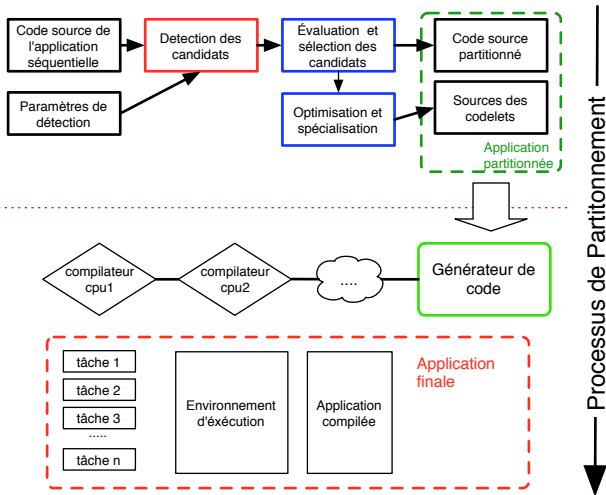 Code source de
l'application
séquentielle
Detection des
candidats
Évaluation et
sélection des
candidats
Code source
partitionné
Paramètres de
détection
Optimisation et
spécialisation
Sources des
codelets
Application
partitionnée
compilateur
cpu1
compilateur
cpu2
....
Générateur de
code
tâche 1
tâche 2
tâche 3
.....
tâche n
Environnement
d'éxécution
Application
compilée
Application
finale
Processus de Partitionnement